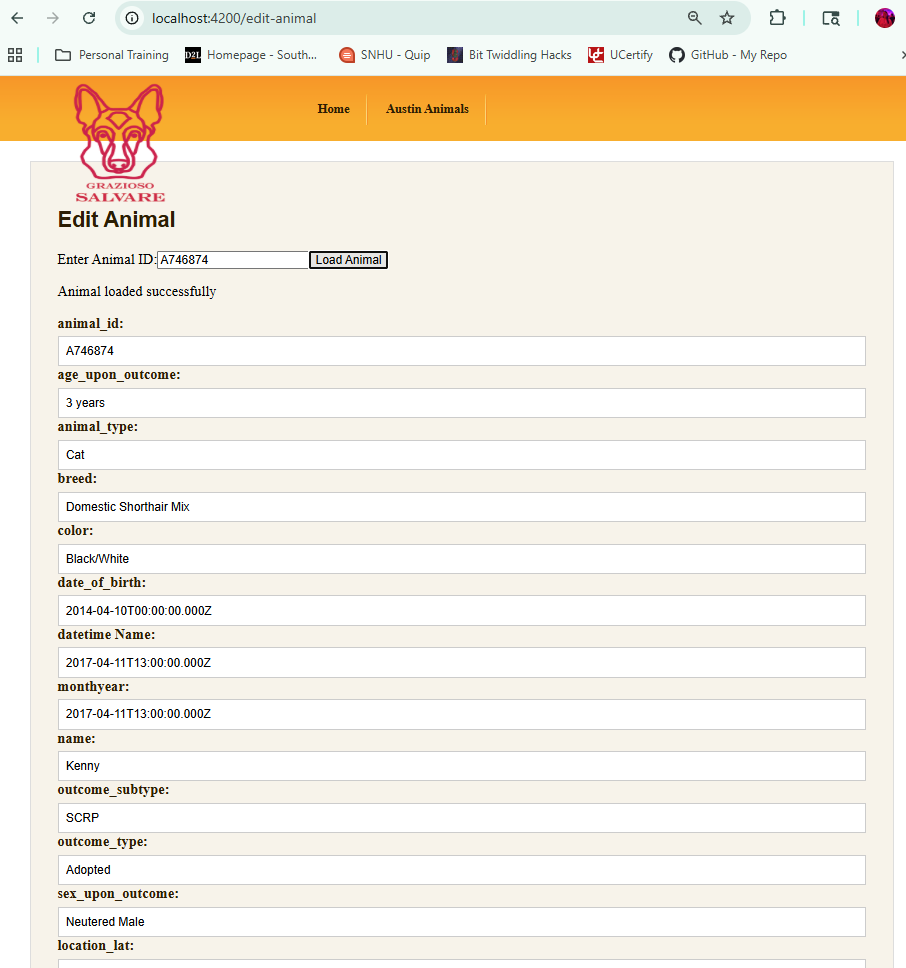 localhost:4200/edit-animal
Personal Training D2L Homepage - South... SNHU - Quip Bit Twiddling Hacks UCertify GitHub - My Repo
Home Austin Animals
GRAZIOSO
SALVARE
Edit Animal
Enter Animal ID: A746874 Load Animal
Animal loaded successfully
animal_id:
A746874
age_upon_outcome:
3 years
animal_type:
Cat
breed:
Domestic Shorthair Mix
color:
Black/White
date_of_birth:
2014-04-10T00:00:00.000Z
datetime Name:
2017-04-11T13:00:00.000Z
monthyear:
2017-04-11T13:00:00.000Z
name:
Kenny
outcome_subtype:
SCRP
outcome_type:
Adopted
sex_upon_outcome:
Neutered Male
location_lat: